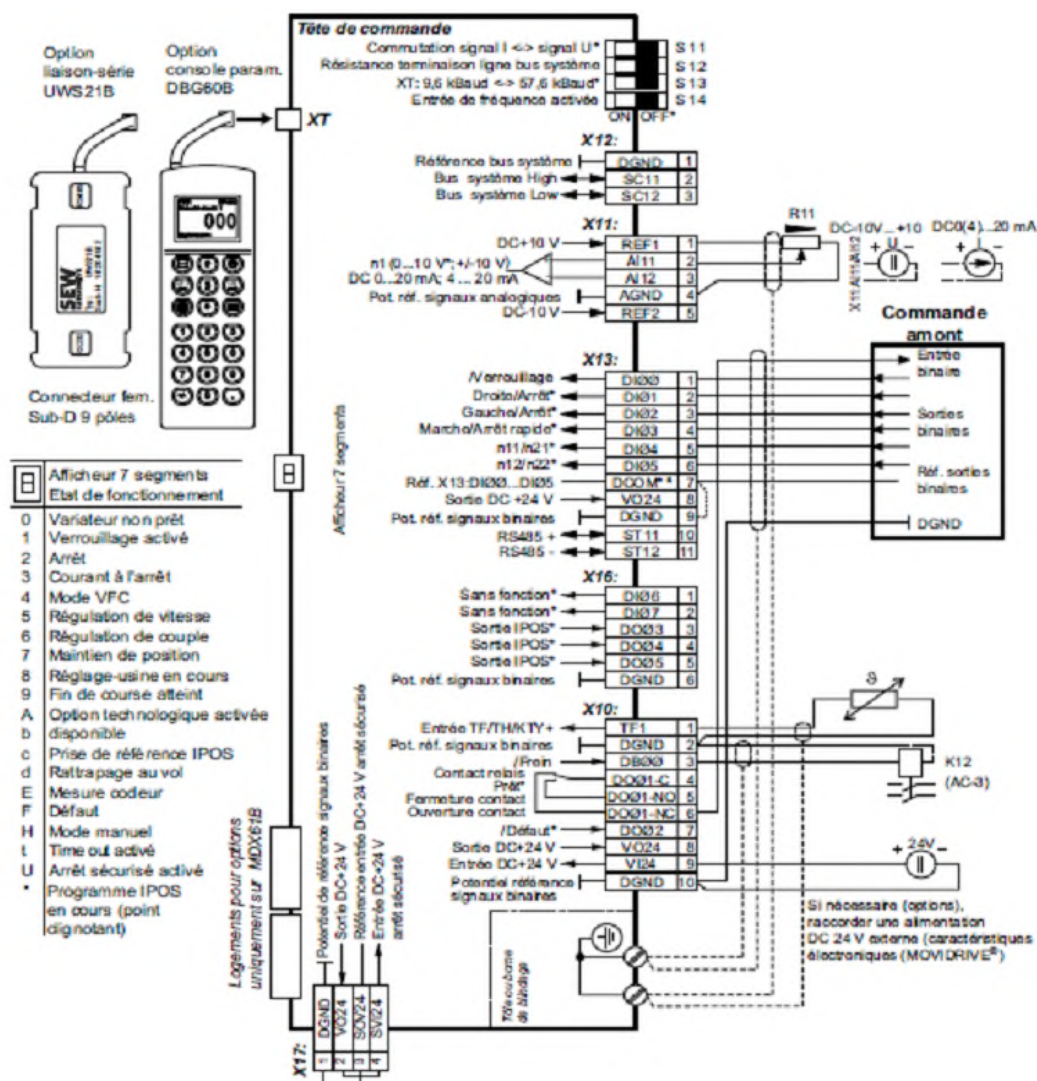 Tête de commande
Option
liaison-série
UWS21B
Option
console param.
DBG60B
XT
Commutation signal I <-> signal U* S 11
Résistance terminaison ligne bus système S 12
XT: 9,6 kBaud <-> 57,6 kBaud* S 13
Entrée de fréquence activée S 14
ON OFF*
X12:
Référence bus système DGND 1
Bus système High SC11 2
Bus système Low SC12 3
X11:
DC+10 V REF1 1
n1 (0...10 V*; +/-10 V) AI11 2
DC 0...20 mA; 4 ... 20 mA AI12 3
Pot. réf. signaux analogiques AGND 4
DC-10 V REF2 5
R11
DC-10V... +10
DC0(4)...20 mA
+ U -
+ I -
X11:AI11/AI12
000
SEW
Connecteur fem.
Sub-D 9 pôles
Commande
amont
Entrée
binaire
Sorties
binaires
Réf. sorties
binaires
DGND
X13:
/Verrouillage DIØØ 1
Droite/Arrêt* DIØ1 2
Gauche/Arrêt* DIØ2 3
Marche/Arrêt rapide* DIØ3 4
n11/n21* DIØ4 5
n12/n22* DIØ5 6
Réf. X13:DIØØ...DIØ5 DCOM** 7
Sortie DC +24 V VO24 8
Pot. réf. signaux binaires DGND 9
RS485 + ST11 10
RS485 - ST12 11
Afficheur 7 segments
Afficheur 7 segments
Etat de fonctionnement
0 Variateur non prêt
1 Verrouillage activé
2 Arrêt
3 Courant à l'arrêt
4 Mode VFC
5 Régulation de vitesse
6 Régulation de couple
7 Maintien de position
8 Réglage-usine en cours
9 Fin de course atteint
A Option technologique activée
b disponible
c Prise de référence IPOS
d Rattrapage au vol
E Mesure codeur
F Défaut
H Mode manuel
t Time out activé
U Arrêt sécurisé activé
• Programme IPOS
en cours (point
clignotant)
X16:
Sans fonction* DIØ6 1
Sans fonction* DIØ7 2
Sortie IPOS* DOØ3 3
Sortie IPOS* DOØ4 4
Sortie IPOS* DOØ5 5
Pot. réf. signaux binaires DGND 6
X10:
Entrée TF/TH/KTY+ TF1 1
Pot. réf. signaux binaires DGND 2
/Frein DBØØ 3
Contact relais
Prêt* DOØ1-C 4
Fermeture contact DOØ1-NO 5
Ouverture contact DOØ1-NC 6
/Défaut* DOØ2 7
Sortie DC+24 V VO24 8
Entrée DC+24 V VI24 9
Potentiel référence
signaux binaires DGND 10
ϑ
K12
(AC-3)
+ 24V -
Si nécessaire (options),
raccorder une alimentation
DC 24 V externe (caractéristiques
électroniques (MOVIDRIVE®)
Logements pour options
uniquement sur MDX61B
Potentiel de référence signaux binaires
Sortie DC+24 V
Référence entrée DC+24 V arrêt sécurisé
Entrée DC+24 V
arrêt sécurisé
Tôle ou borne
de blindage
X17:
1 DGND
2 VO24
3 SOV24
4 SVI24